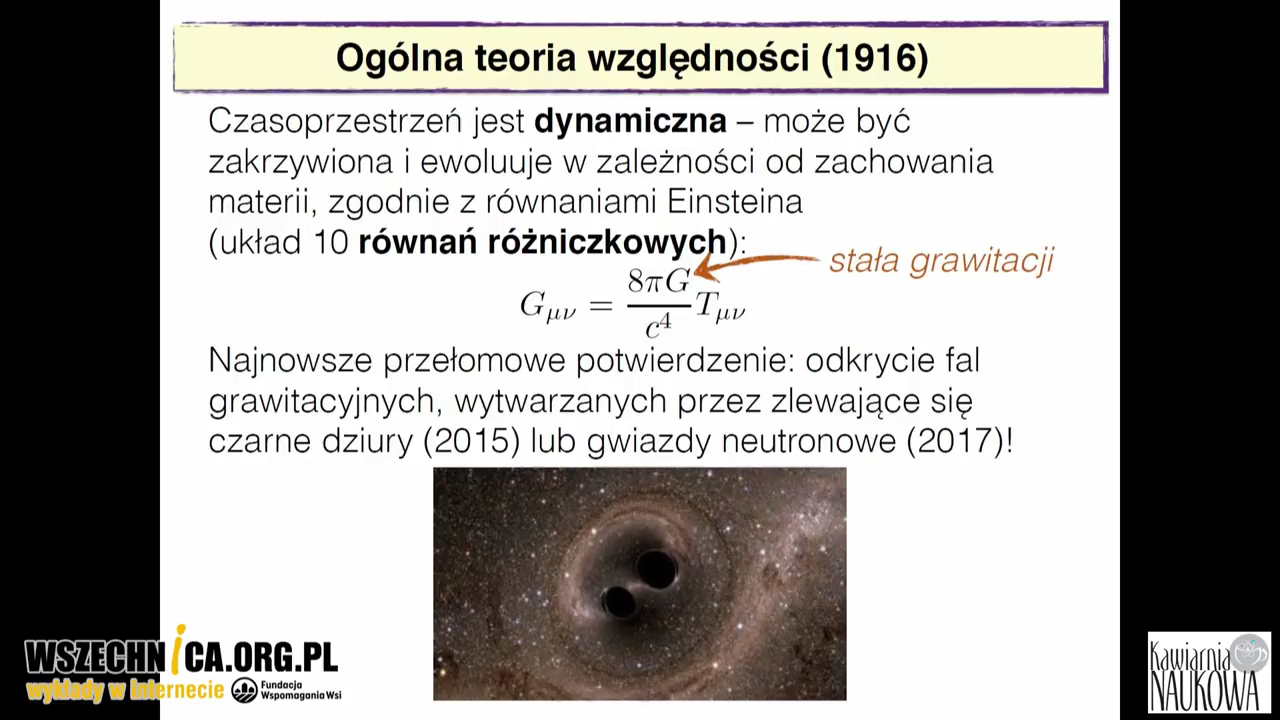 Ogólna teoria względności (1916)
Czasoprzestrzeń jest dynamiczna – może być
zakrzywiona i ewoluuje w zależności od zachowania
materii, zgodnie z równaniami Einsteina
(układ 10 równań różniczkowych):
stała grawitacji
G_{μν} = \frac{8πG}{c^4} T_{μν}
Najnowsze przełomowe potwierdzenie: odkrycie fal
grawitacyjnych, wytwarzanych przez zlewające się
czarne dziury (2015) lub gwiazdy neutronowe (2017)!
WSZECHNiCA.ORG.PL
wykłady w internecie
Fundacja
Wspomagania Wsi
Kawiarnia
NAUKOWA